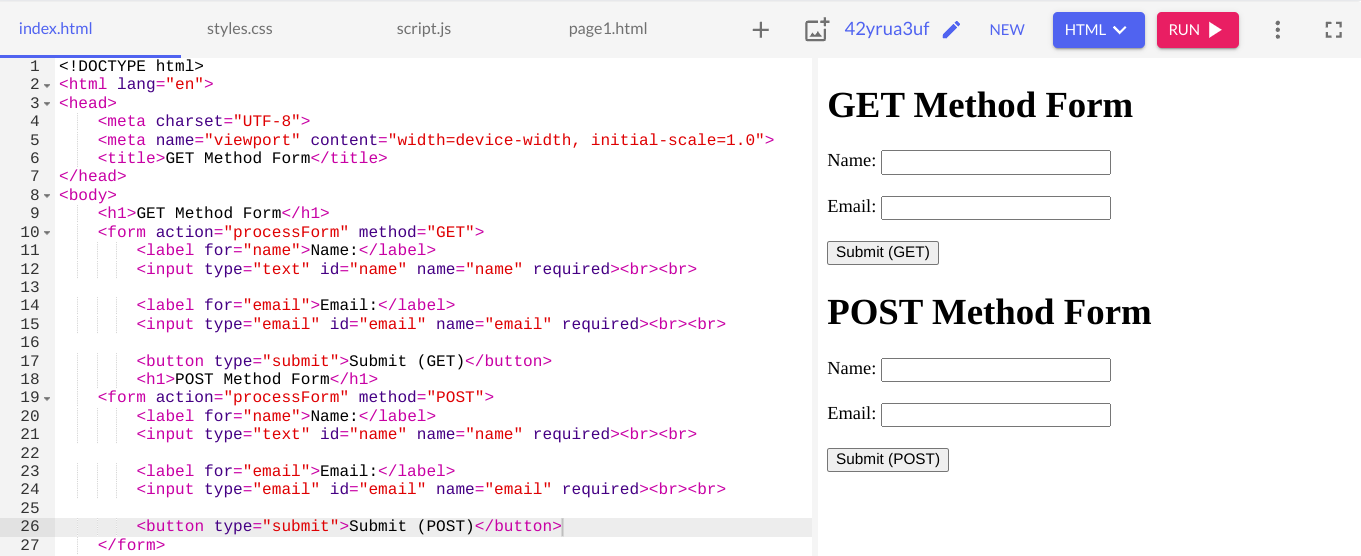 index.html styles.css script.js page1.html + 42yrua3uf NEW HTML RUN
1 <!DOCTYPE html>
2 <html lang="en">
3 <head>
4 <meta charset="UTF-8">
5 <meta name="viewport" content="width=device-width, initial-scale=1.0">
6 <title>GET Method Form</title>
7 </head>
8 <body>
9 <h1>GET Method Form</h1>
10 <form action="processForm" method="GET">
11 <label for="name">Name:</label>
12 <input type="text" id="name" name="name" required><br><br>
13
14 <label for="email">Email:</label>
15 <input type="email" id="email" name="email" required><br><br>
16
17 <button type="submit">Submit (GET)</button>
18 <h1>POST Method Form</h1>
19 <form action="processForm" method="POST">
20 <label for="name">Name:</label>
21 <input type="text" id="name" name="name" required><br><br>
22
23 <label for="email">Email:</label>
24 <input type="email" id="email" name="email" required><br><br>
25
26 <button type="submit">Submit (POST)</button>
27 </form>
GET Method Form
Name:
Email:
Submit (GET)
POST Method Form
Name:
Email:
Submit (POST)